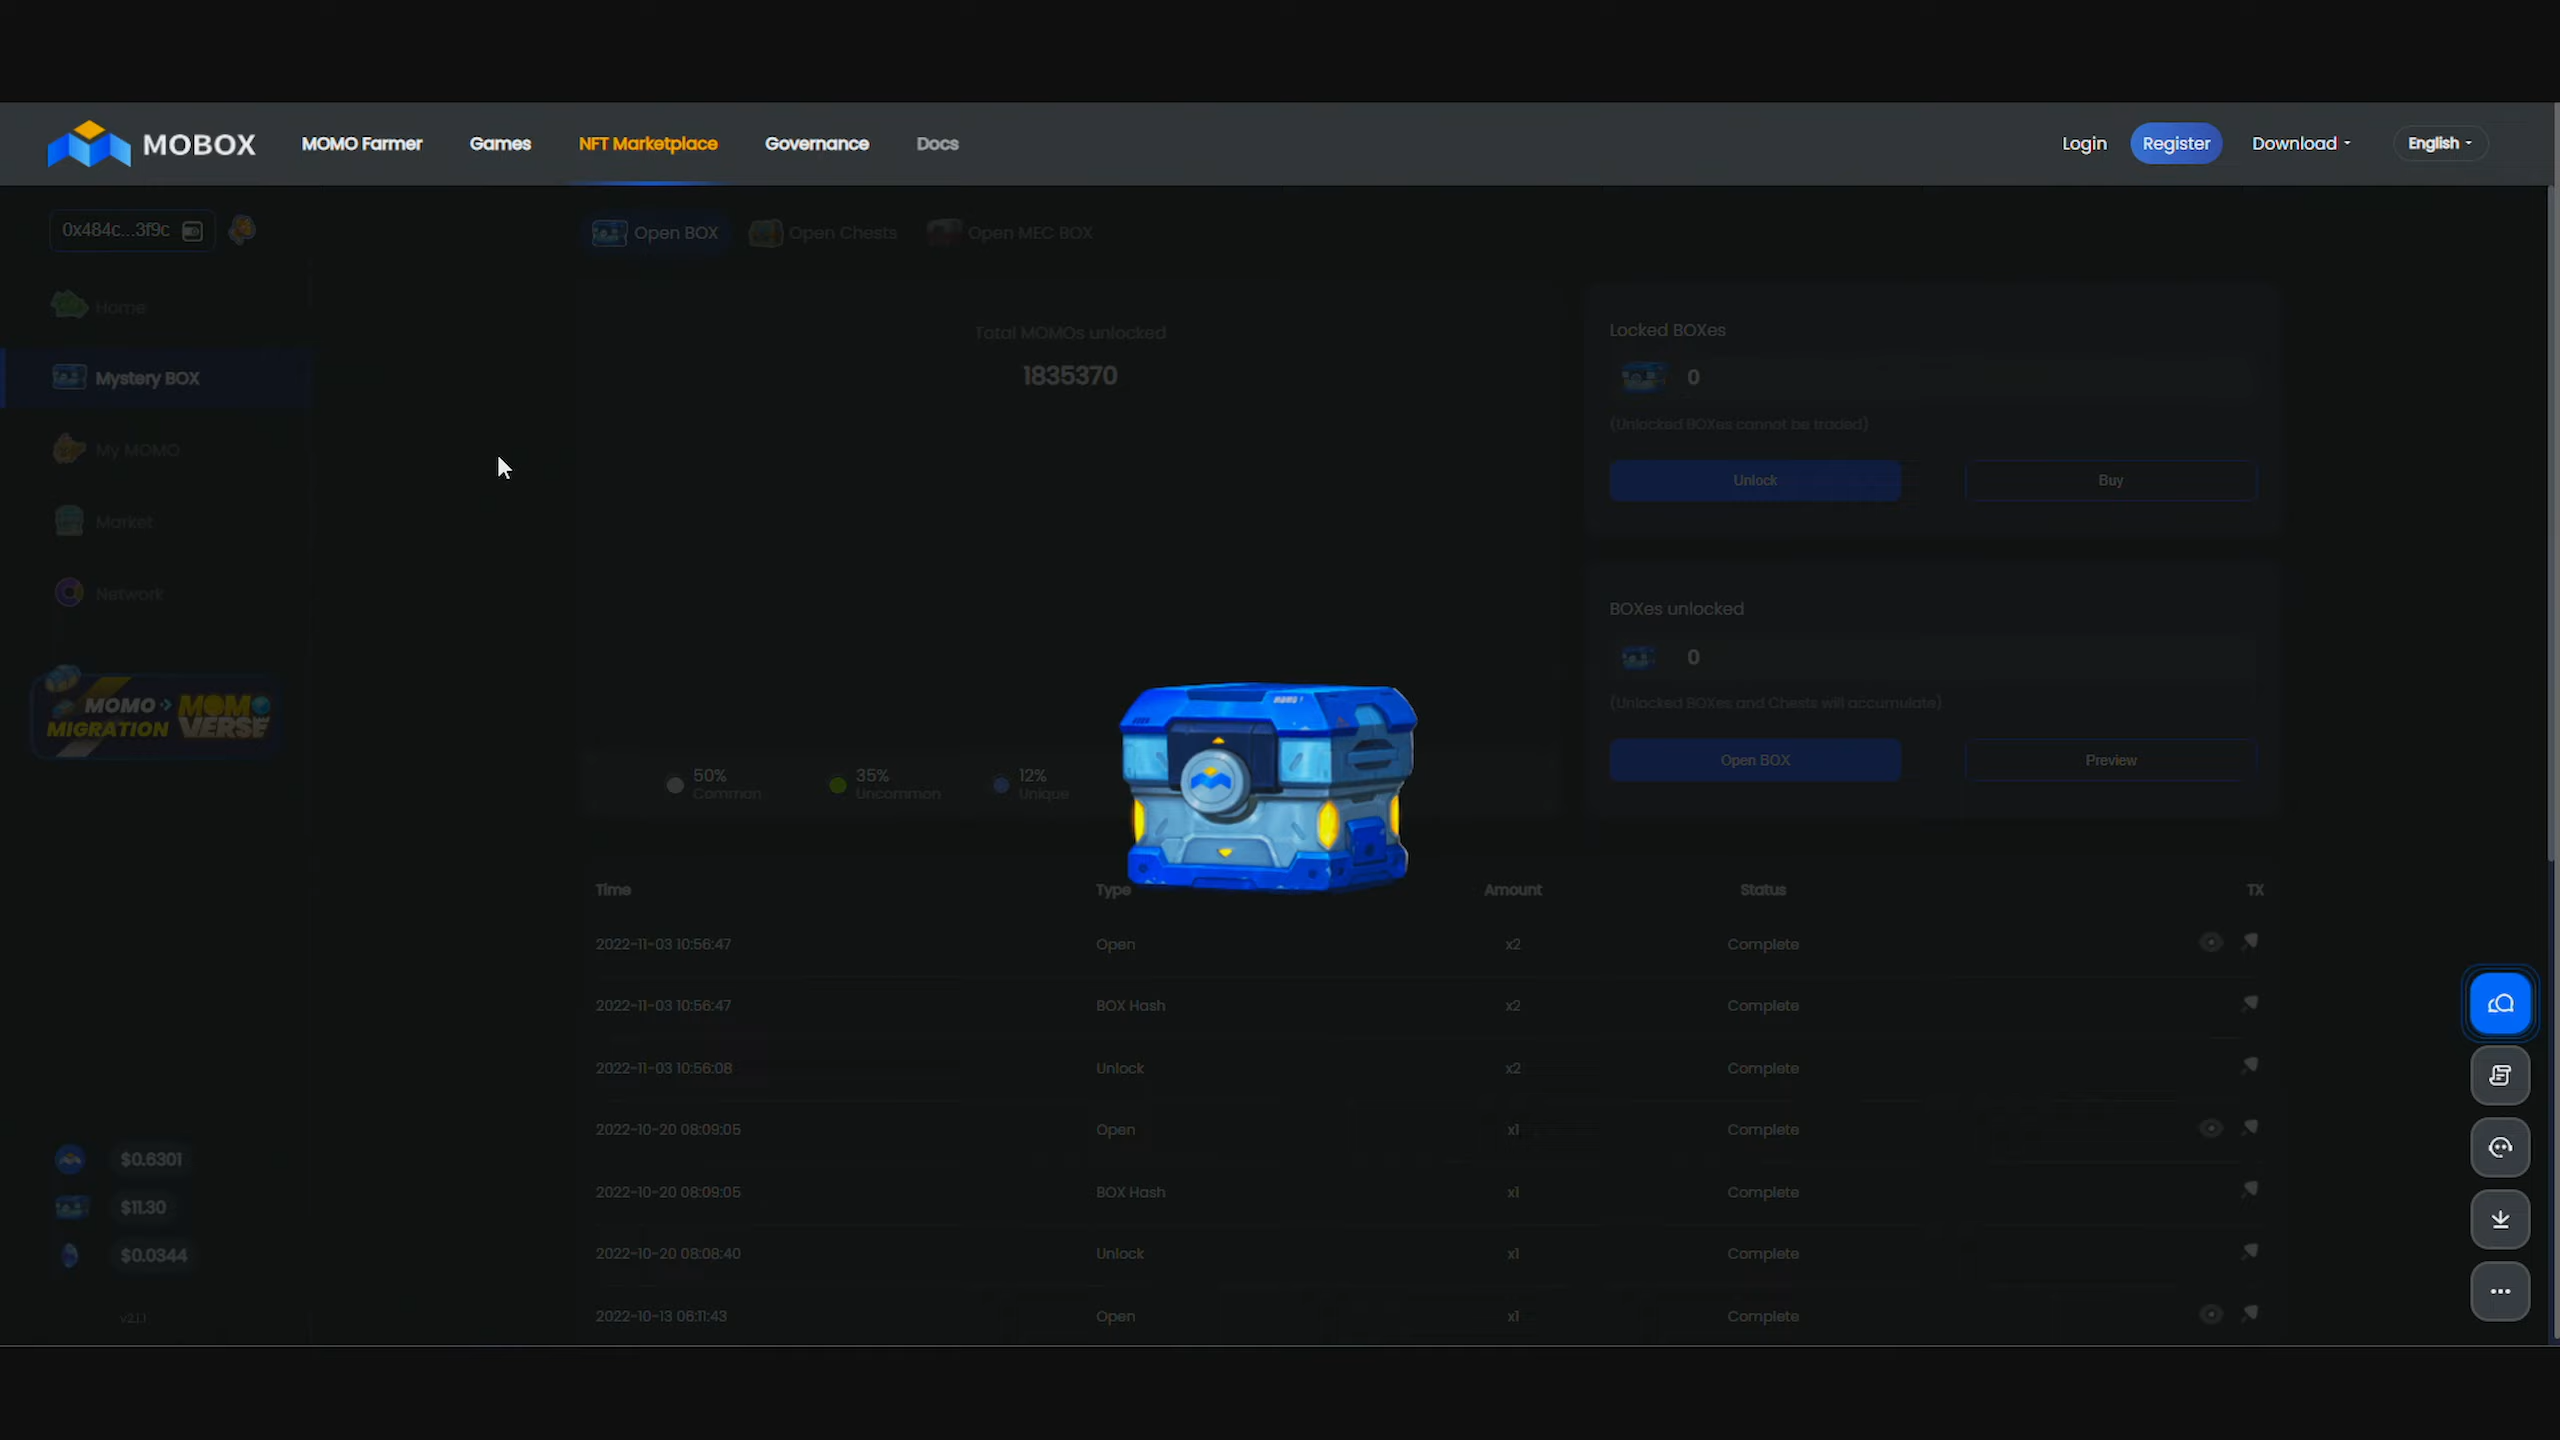 MOBOX
MOMO Farmer
Games
NFT Marketplace
Governance
Docs
Login
Register
Download
English
0x484c...3f9c
Open BOX
Open Chests
Open MEC BOX
Home
Mystery BOX
My MOMO
Market
Network
MOMO
MIGRATION
MOMO
VERSE
Total MOMOs unlocked
1835370
Locked BOXes
0
(Unlocked BOXes cannot be traded)
Unlock
Buy
BOXes unlocked
0
(Unlocked BOXes and Chests will accumulate)
Open BOX
Preview
50%
Common
35%
Uncommon
12%
Unique
Time Type Amount Status TX
2022-11-03 10:56:47 Open x2 Complete
2022-11-03 10:56:47 BOX Hash x2 Complete
2022-11-03 10:56:08 Unlock x2 Complete
2022-10-20 08:09:05 Open x1 Complete
2022-10-20 08:09:05 BOX Hash x1 Complete
2022-10-20 08:08:40 Unlock x1 Complete
2022-10-13 06:11:43 Open x1 Complete
$0.6301
$11.30
$0.0344
v2.1.1